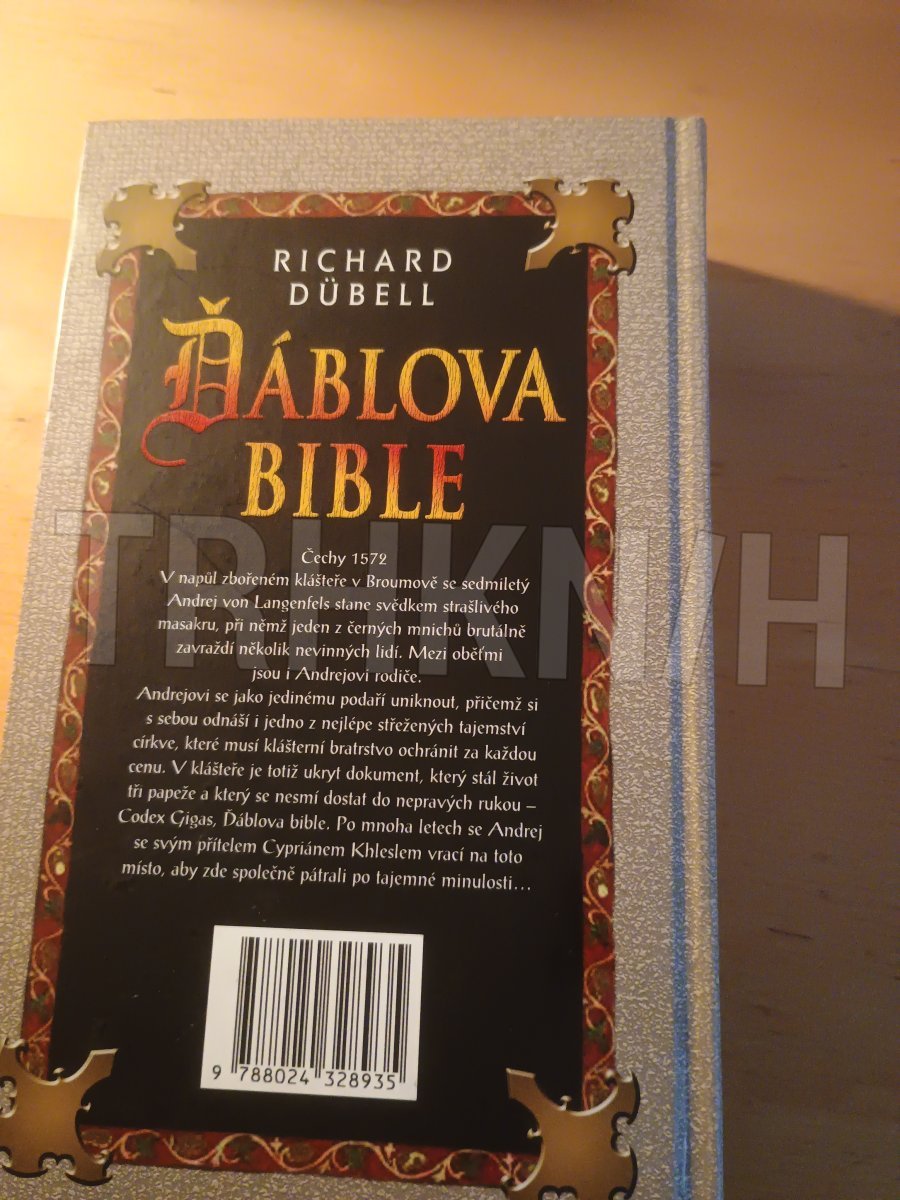 RICHARD
DÜBELL
ĎÁBLOVA
BIBLE
Čechy 1572
V napůl zbořeném klášteře v Broumově se sedmiletý
Andrej von Langenfels stane svědkem strašlivého
masakru, při němž jeden z černých mnichů brutálně
zavraždí několik nevinných lidí. Mezi oběťmi
jsou i Andrejovi rodiče.
Andrejovi se jako jedinému podaří uniknout, přičemž si
s sebou odnáší i jedno z nejlépe střežených tajemství
církve, které musí klášterní bratrstvo ochránit za každou
cenu. V klášteře je totiž ukryt dokument, který stál život
tři papeže a který se nesmí dostat do nepravých rukou –
Codex Gigas, Ďáblova bible. Po mnoha letech se Andrej
se svým přítelem Cypriánem Khleslem vrací na toto
místo, aby zde společně pátrali po tajemné minulosti...
9 788024 328935
TRHKNIH